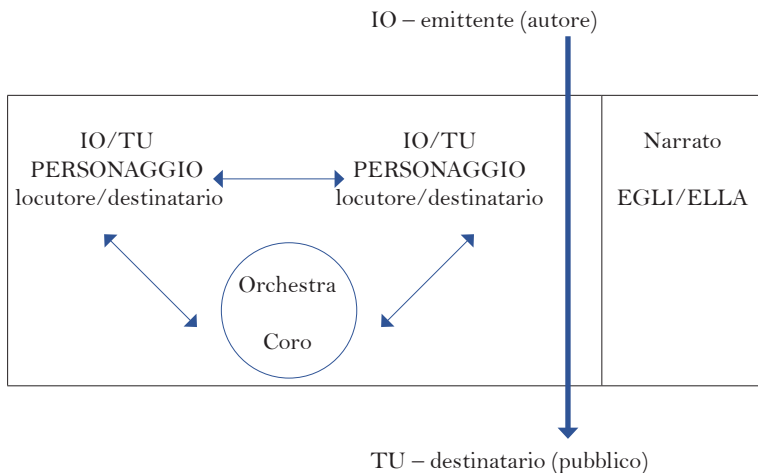 IO – emittente (autore)
IO/TU
PERSONAGGIO
locutore/destinatario
IO/TU
PERSONAGGIO
locutore/destinatario
Narrato
EGLI/ELLA
Orchestra
Coro
TU – destinatario (pubblico)